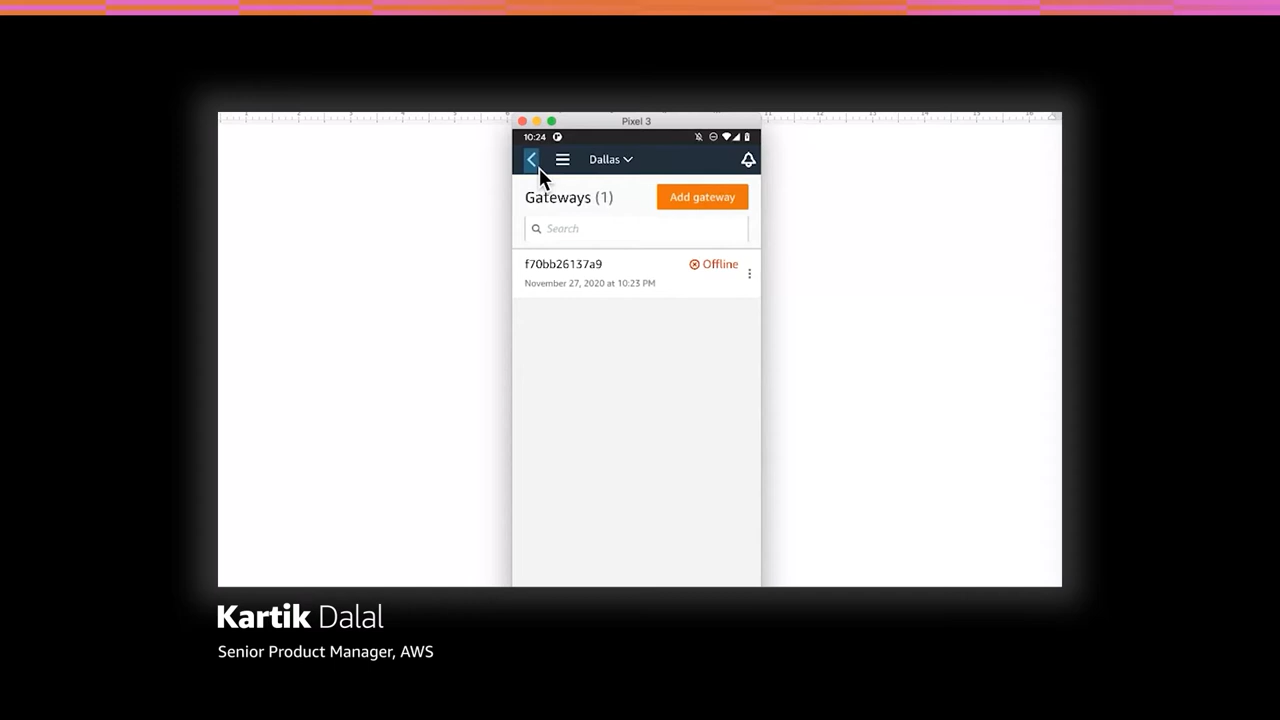 Pixel 3
10:24
Dallas
Gateways (1)
Add gateway
Search
f70bb26137a9
Offline
November 27, 2020 at 10:23 PM
Kartik Dalal
Senior Product Manager, AWS